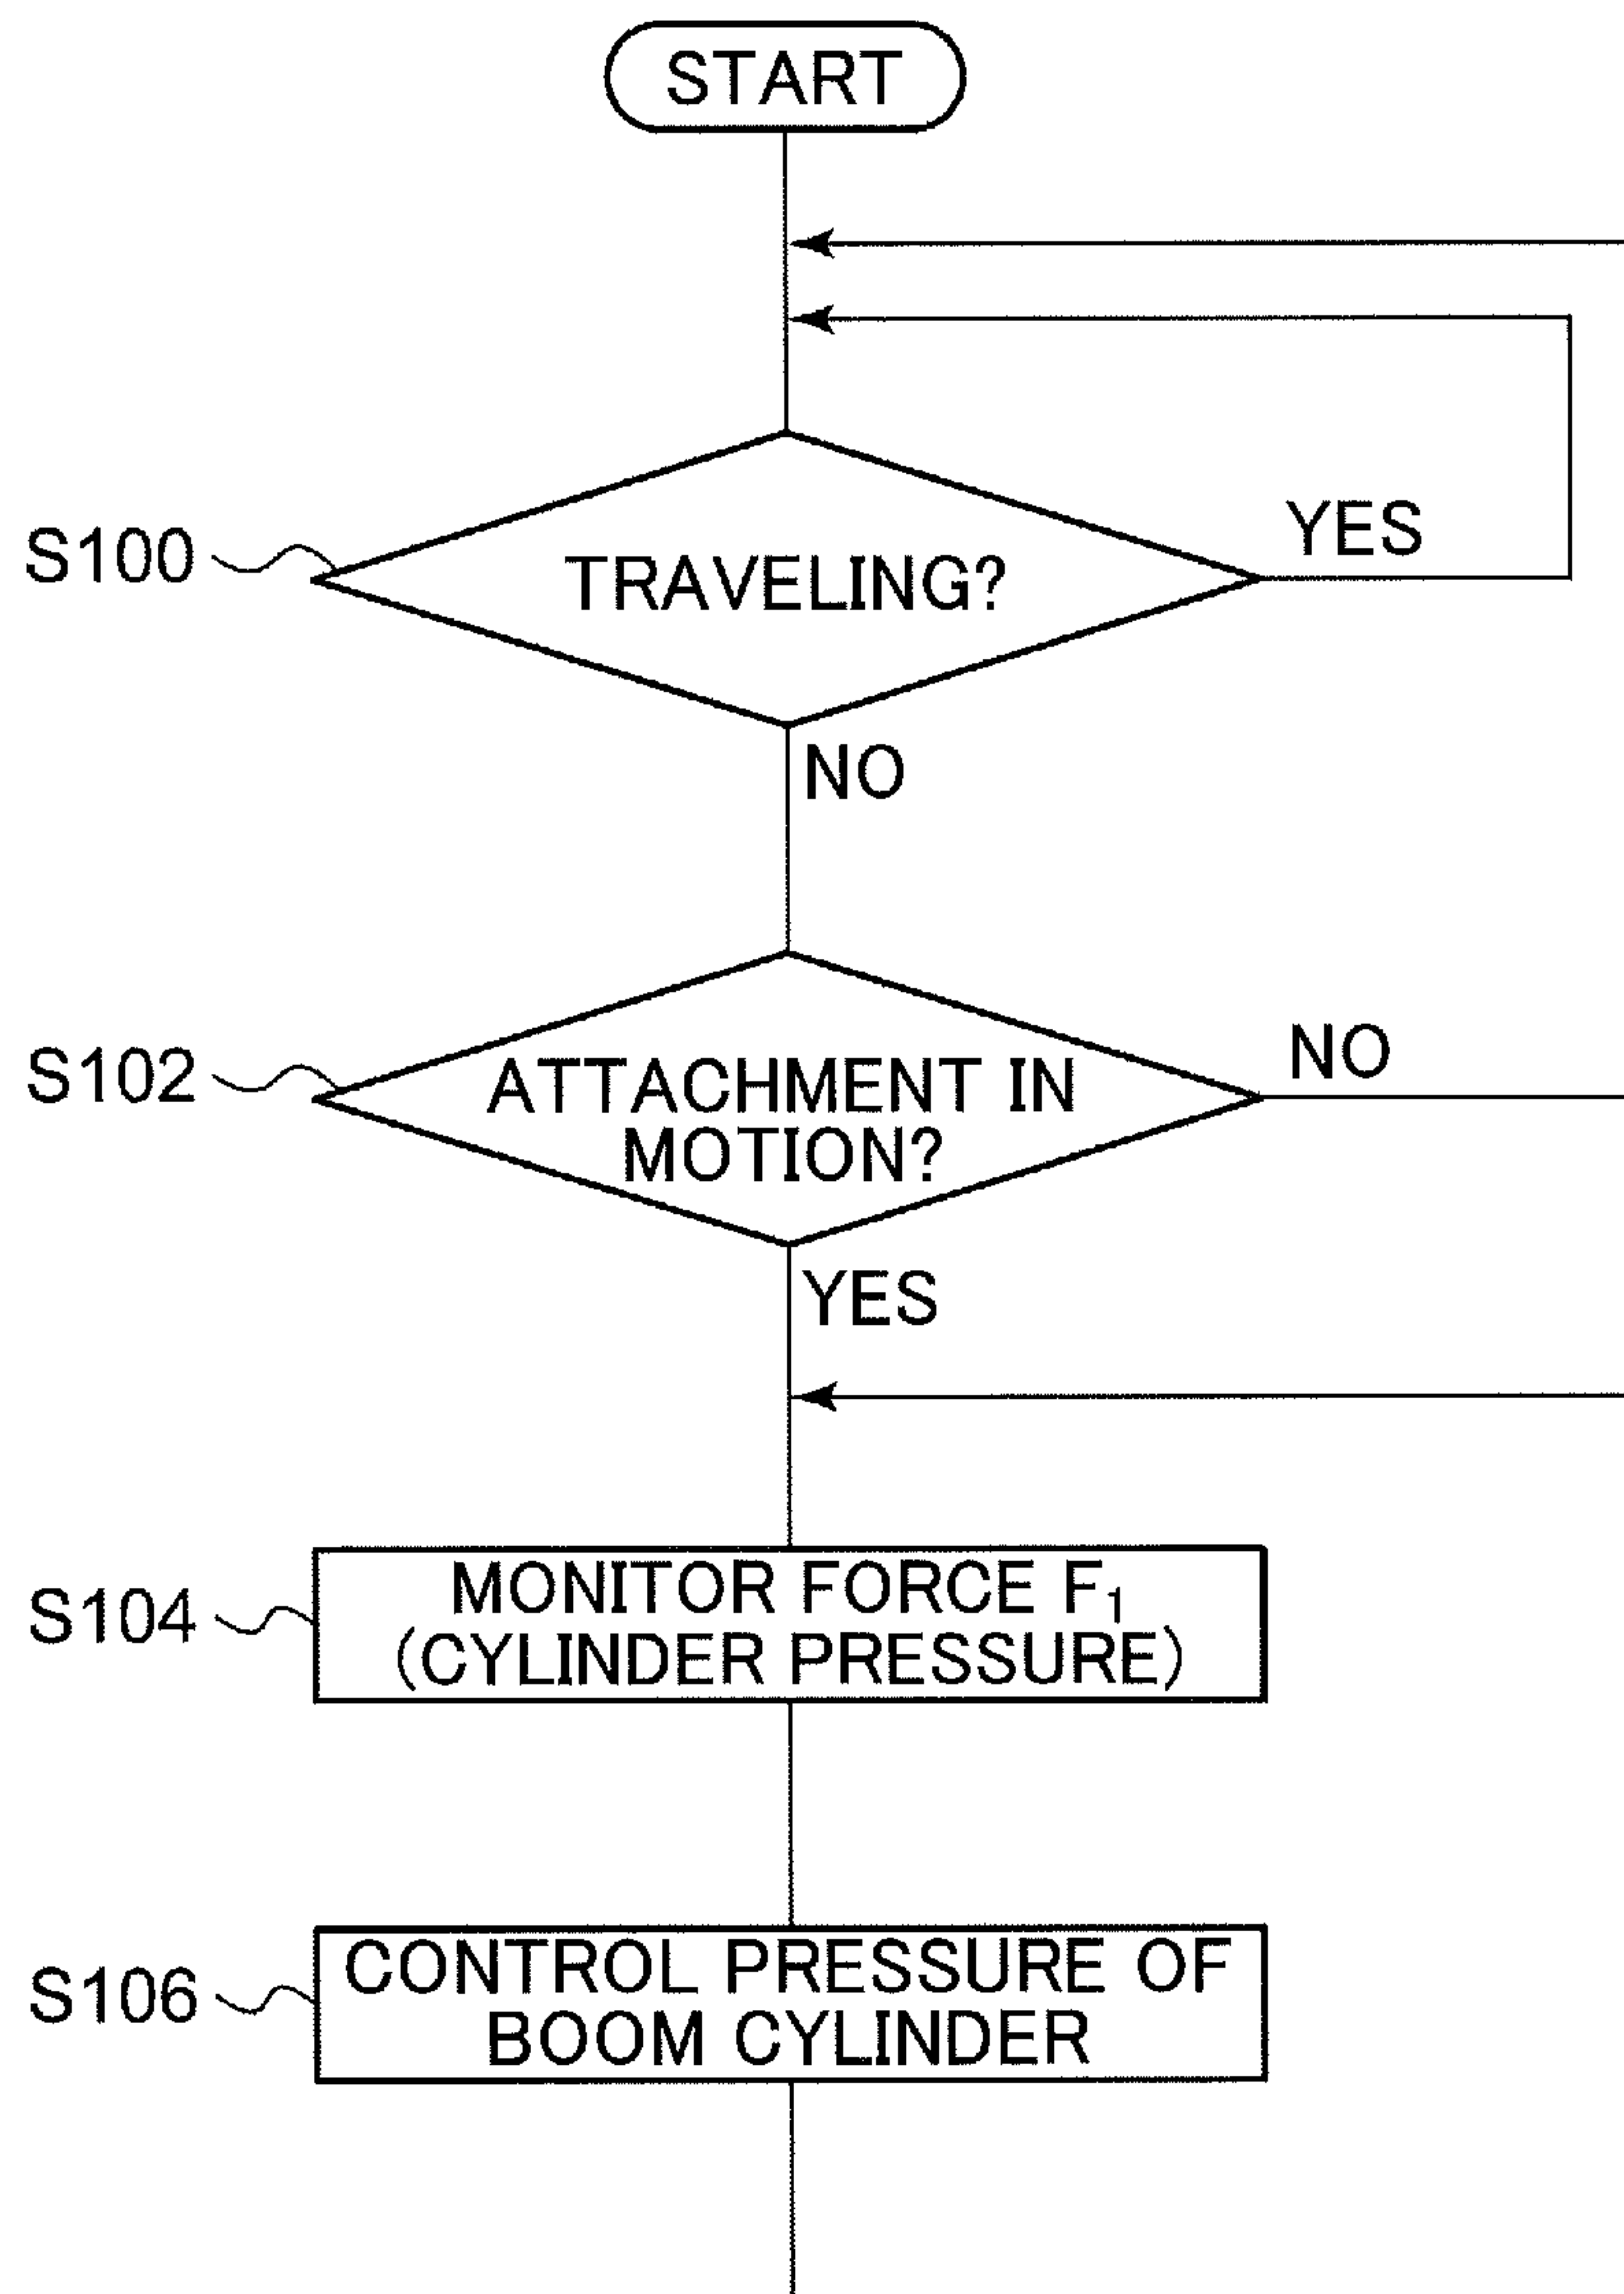 START
S100
TRAVELING?
YES
NO
S102
ATTACHMENT IN
MOTION?
NO
YES
S104
MONITOR FORCE F₁
(CYLINDER PRESSURE)
S106
CONTROL PRESSURE OF
BOOM CYLINDER